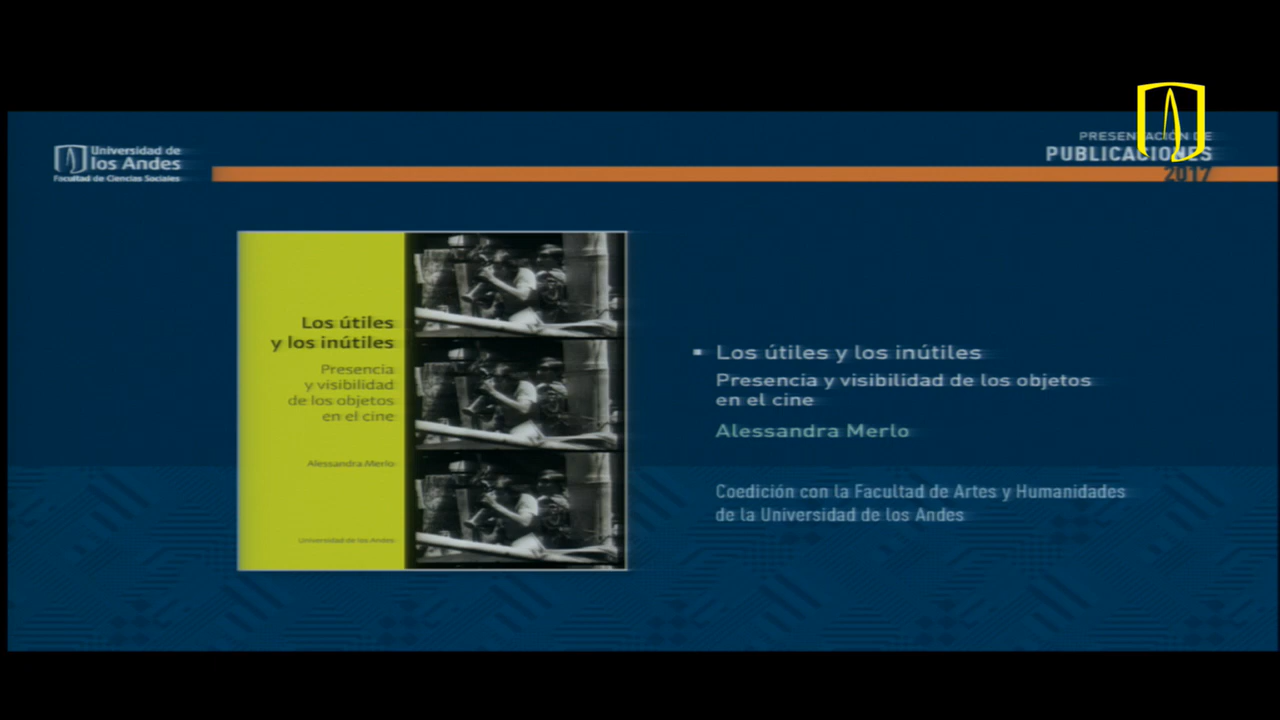 Universidad de
los Andes
Facultad de Ciencias Sociales
PRESENTACIÓN DE
PUBLICACIONES
2017
Los útiles
y los inútiles
Presencia
y visibilidad
de los objetos
en el cine
Alessandra Merlo
Universidad de los Andes
Los útiles y los inútiles
Presencia y visibilidad de los objetos
en el cine
Alessandra Merlo
Coedición con la Facultad de Artes y Humanidades
de la Universidad de los Andes